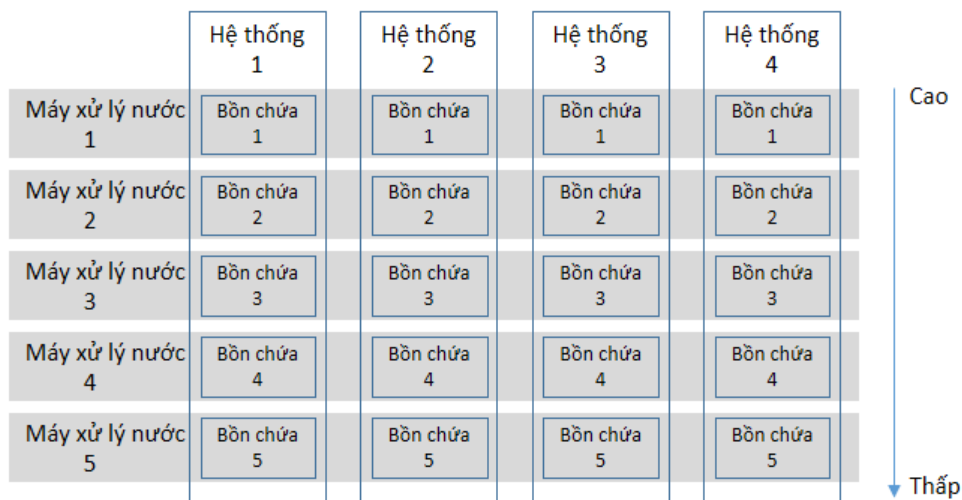 Hệ thống
1
Hệ thống
2
Hệ thống
3
Hệ thống
4
Cao
Máy xử lý nước
1
Bồn chứa
1
Bồn chứa
1
Bồn chứa
1
Bồn chứa
1
Máy xử lý nước
2
Bồn chứa
2
Bồn chứa
2
Bồn chứa
2
Bồn chứa
2
Máy xử lý nước
3
Bồn chứa
3
Bồn chứa
3
Bồn chứa
3
Bồn chứa
3
Máy xử lý nước
4
Bồn chứa
4
Bồn chứa
4
Bồn chứa
4
Bồn chứa
4
Máy xử lý nước
5
Bồn chứa
5
Bồn chứa
5
Bồn chứa
5
Bồn chứa
5
Thấp